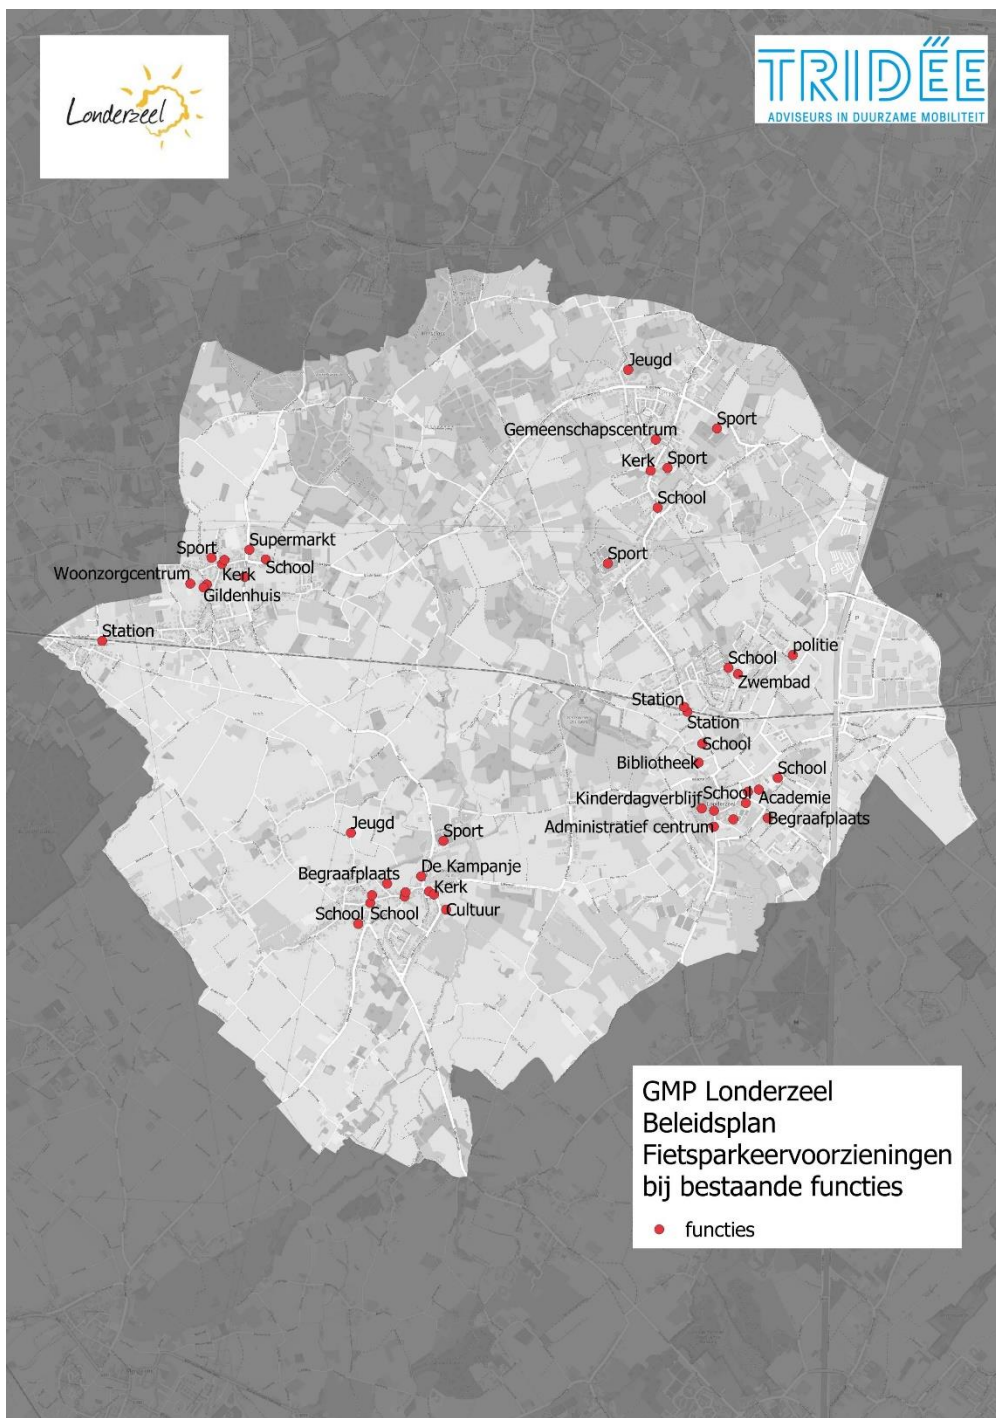 Londerzeel
TRIDËE
ADVISEURS IN DUURZAME MOBILITEIT
Jeugd
Sport
Gemeenschapscentrum
Kerk
Sport
School
Sport
Supermarkt
Sport
School
Kerk
Woonzorgcentrum
Gildenhuis
Station
politie
School
Zwembad
Station
Station
School
Bibliotheek
School
Kinderdagverblijf
School
Academie
Begraafplaats
Administratief centrum
Jeugd
Sport
De Kampanje
Begraafplaats
Kerk
School
School
Cultuur
GMP Londerzeel
Beleidsplan
Fietsparkeervoorzieningen
bij bestaande functies
functies